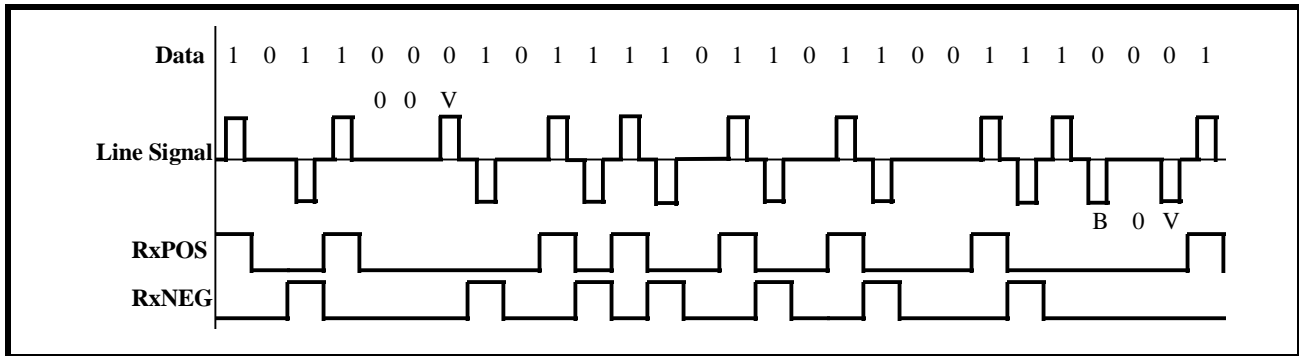 Data 1 0 1 1 0 0 0 1 0 1 1 1 1 0 1 1 0 1 1 0 0 1 1 1 0 0 0 1
0 0 V
Line Signal
B 0 V
RxPOS
RxNEG